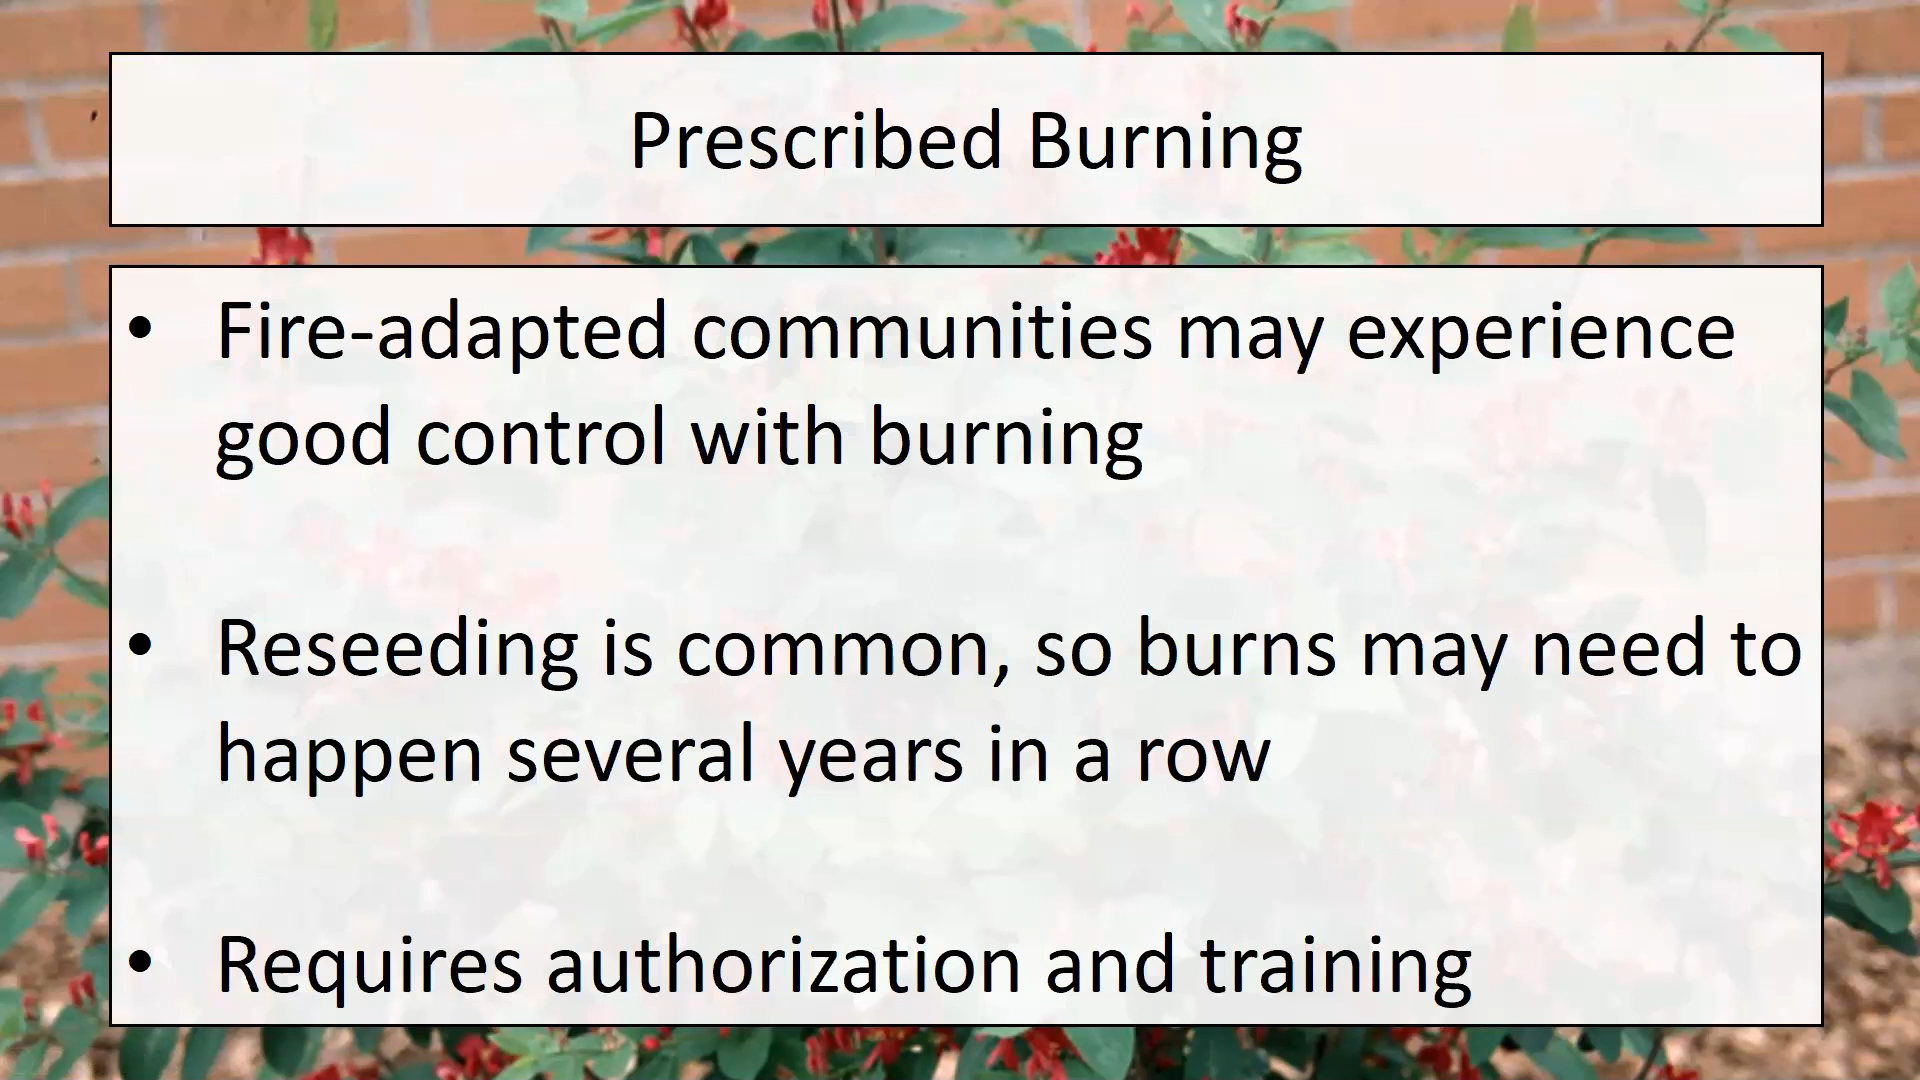 Prescribed Burning
• Fire-adapted communities may experience
good control with burning
• Reseeding is common, so burns may need to
happen several years in a row
• Requires authorization and training